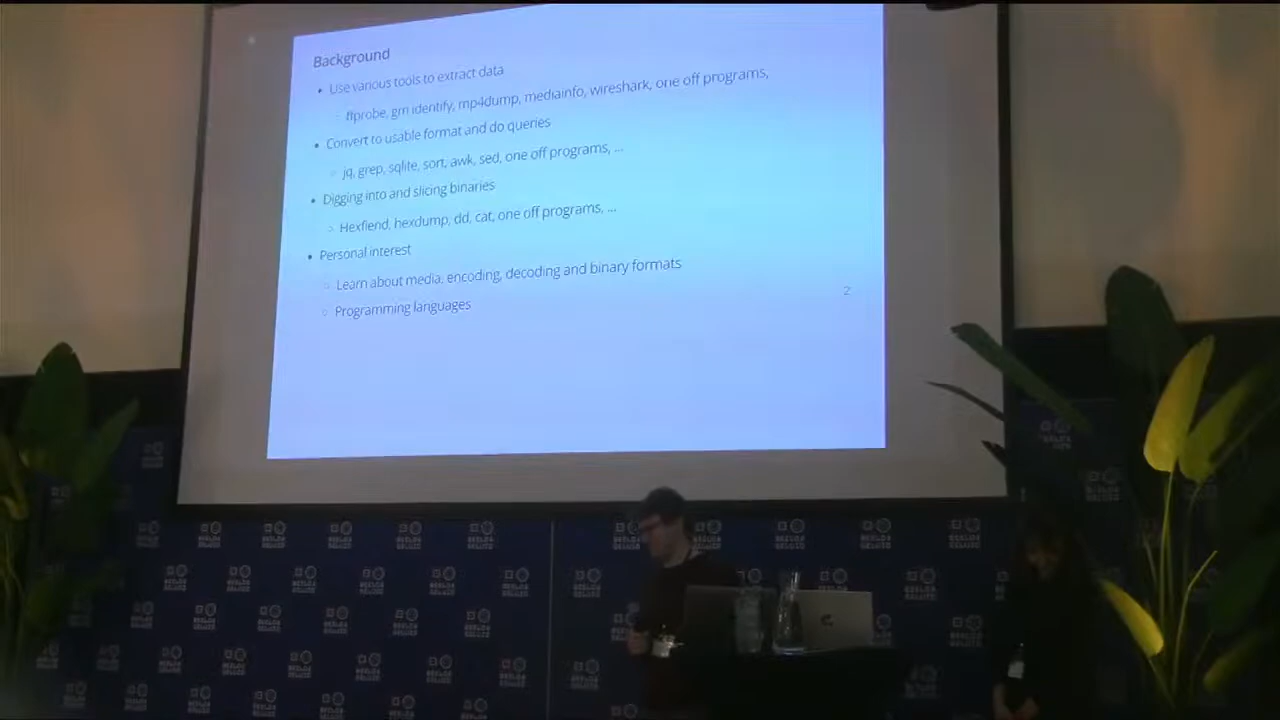 Background
• Use various tools to extract data
○ ffprobe, gm identify, mp4dump, mediainfo, wireshark, one off programs,
• Convert to usable format and do queries
○ jq, grep, sqlite, sort, awk, sed, one off programs, ...
• Digging into and slicing binaries
○ Hexfiend, hexdump, dd, cat, one off programs, ...
• Personal interest
○ Learn about media, encoding, decoding and binary formats
○ Programming languages
2